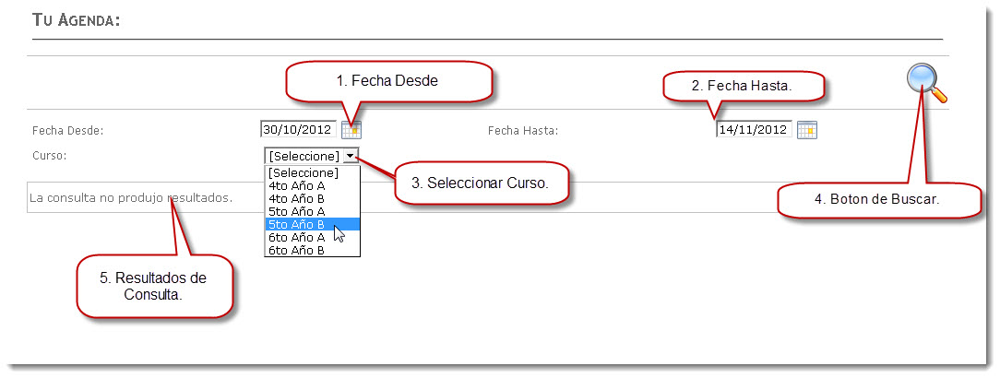 TU AGENDA:
1. Fecha Desde
2. Fecha Hasta.
Fecha Desde: 30/10/2012 Fecha Hasta: 14/11/2012
Curso: [Seleccione]
3. Seleccionar Curso.
[Seleccione]
4to Año A
4to Año B
5to Año A
5to Año B
6to Año A
6to Año B
4. Boton de Buscar.
La consulta no produjo resultados.
5. Resultados de
Consulta.